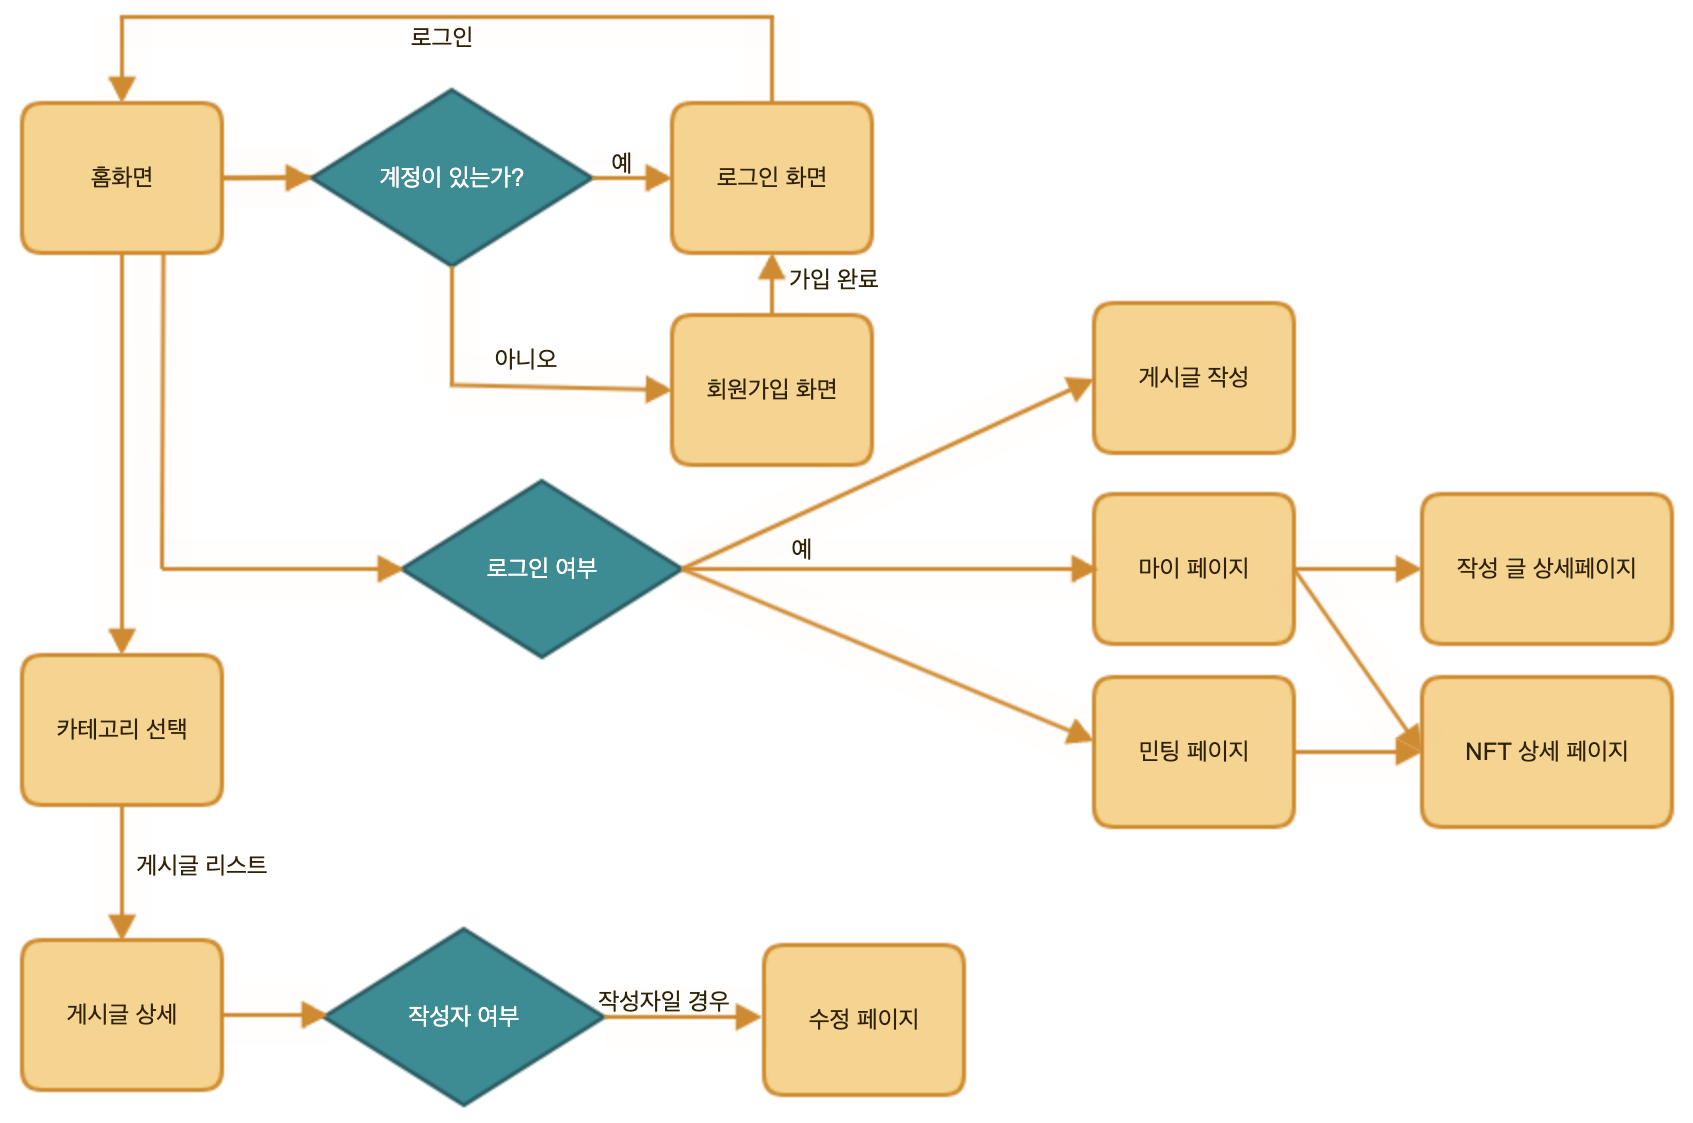 로그인
홈화면
계정이 있는가?
예
로그인 화면
가입 완료
아니오
회원가입 화면
게시글 작성
로그인 여부
예
마이 페이지
작성 글 상세페이지
카테고리 선택
민팅 페이지
NFT 상세 페이지
게시글 리스트
게시글 상세
작성자 여부
작성자일 경우
수정 페이지